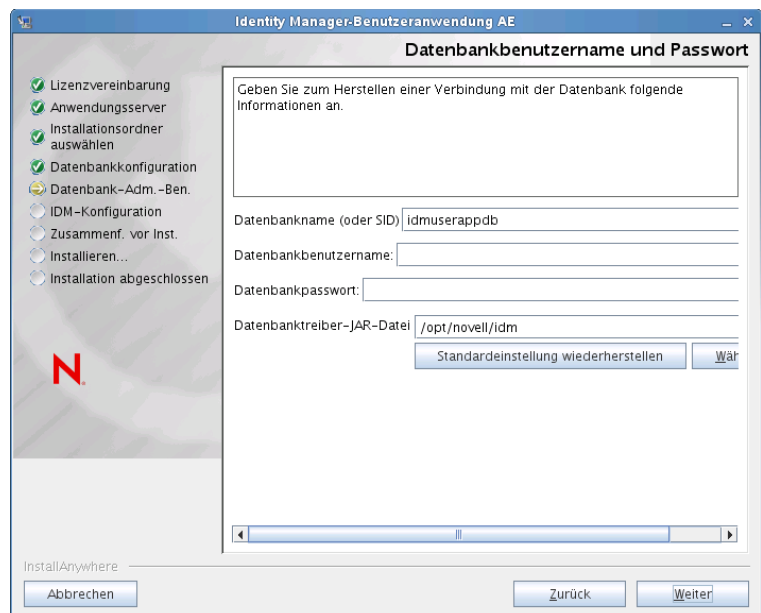 Identity Manager-Benutzeranwendung AE
Datenbankbenutzername und Passwort
Lizenzvereinbarung
Anwendungsserver
Installationsordner
auswählen
Datenbankkonfiguration
Datenbank-Adm.-Ben.
IDM-Konfiguration
Zusammenf. vor Inst.
Installieren...
Installation abgeschlossen
N
Geben Sie zum Herstellen einer Verbindung mit der Datenbank folgende
Informationen an.
Datenbankname (oder SID) idmuserappdb
Datenbankbenutzername:
Datenbankpasswort:
Datenbanktreiber-JAR-Datei /opt/novell/idm
Standardeinstellung wiederherstellen Wäh
InstallAnywhere
Abbrechen Zurück Weiter